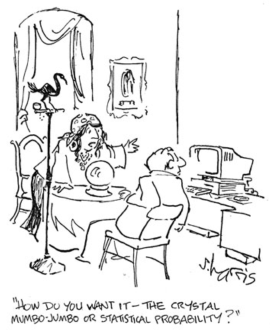 S. Harris
"HOW DO YOU WANT IT — THE CRYSTAL
MUMBO-JUMBO OR STATISTICAL PROBABILITY?"